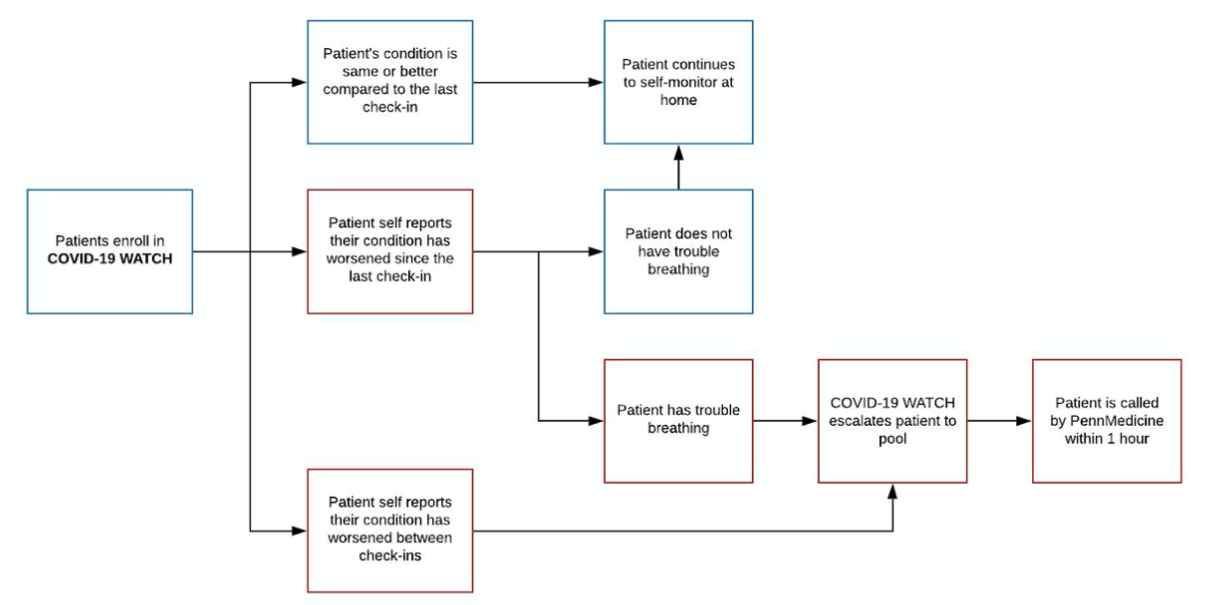 Patient's condition is
same or better
compared to the last
check-in
Patient continues
to self-monitor at
home
Patients enroll in
COVID-19 WATCH
Patient self reports
their condition has
worsened since the
last check-in
Patient does not
have trouble
breathing
Patient has trouble
breathing
COVID-19 WATCH
escalates patient to
pool
Patient is called
by PennMedicine
within 1 hour
Patient self reports
their condition has
worsened between
check-ins